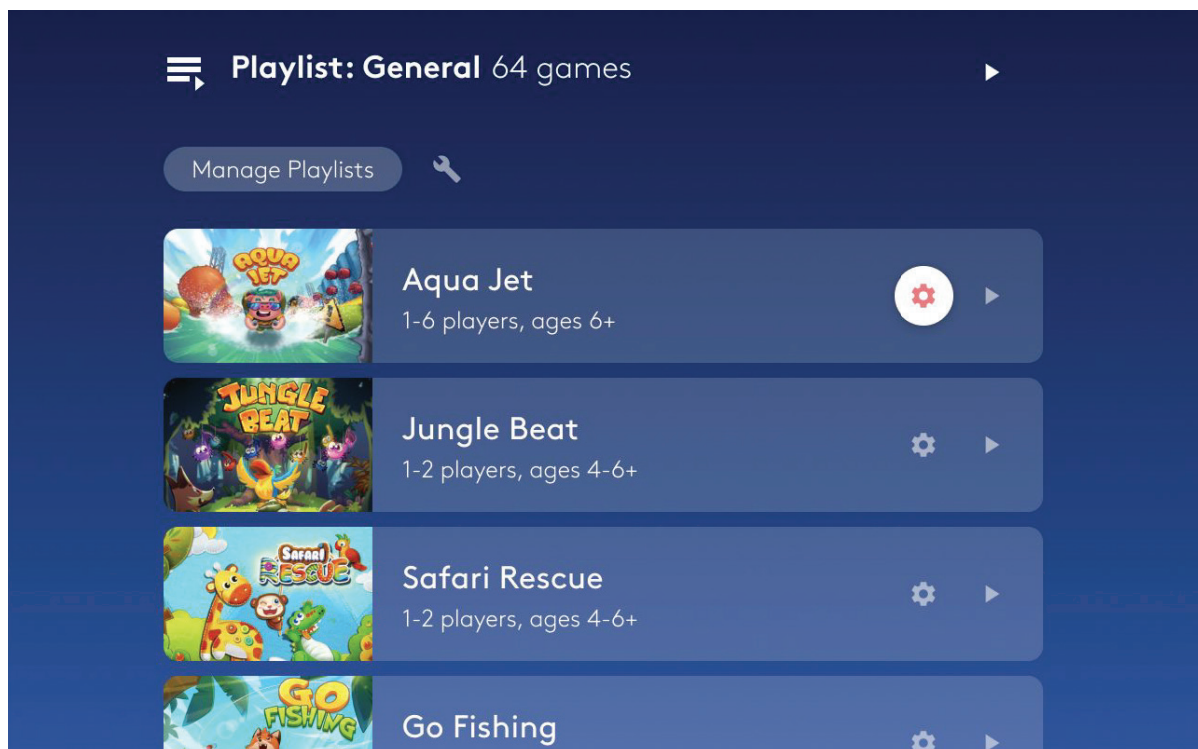 Playlist: General 64 games
Manage Playlists
AQUA
JET
Aqua Jet
1-6 players, ages 6+
JUNGLE
BEAT
Jungle Beat
1-2 players, ages 4-6+
SAFARI
RESCUE
Safari Rescue
1-2 players, ages 4-6+
GO
FISHING
Go Fishing